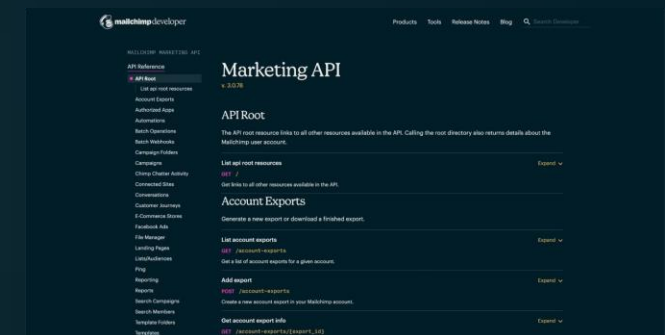 mailchimp developer
Products Tools Release Notes Blog Search Developer
MAILCHIMP MARKETING API
API Reference
API Root
List api root resources
Account Exports
Authorized Apps
Automations
Batch Operations
Batch Webhooks
Campaign Folders
Campaigns
Chimp Chatter Activity
Connected Sites
Conversations
Customer Journeys
E-Commerce Stores
Facebook Ads
File Manager
Landing Pages
Lists/Audiences
Ping
Reporting
Reports
Search Campaigns
Search Members
Template Folders
Templates
Marketing API
v. 3.0.78
API Root
The API root resource links to all other resources available in the API. Calling the root directory also returns details about the
Mailchimp user account.
List api root resources Expand
GET /
Get links to all other resources available in the API.
Account Exports
Generate a new export or download a finished export.
List account exports Expand
GET /account-exports
Get a list of account exports for a given account.
Add export Expand
POST /account-exports
Create a new account export in your Mailchimp account.
Get account export info Expand
GET /account-exports/{export_id}